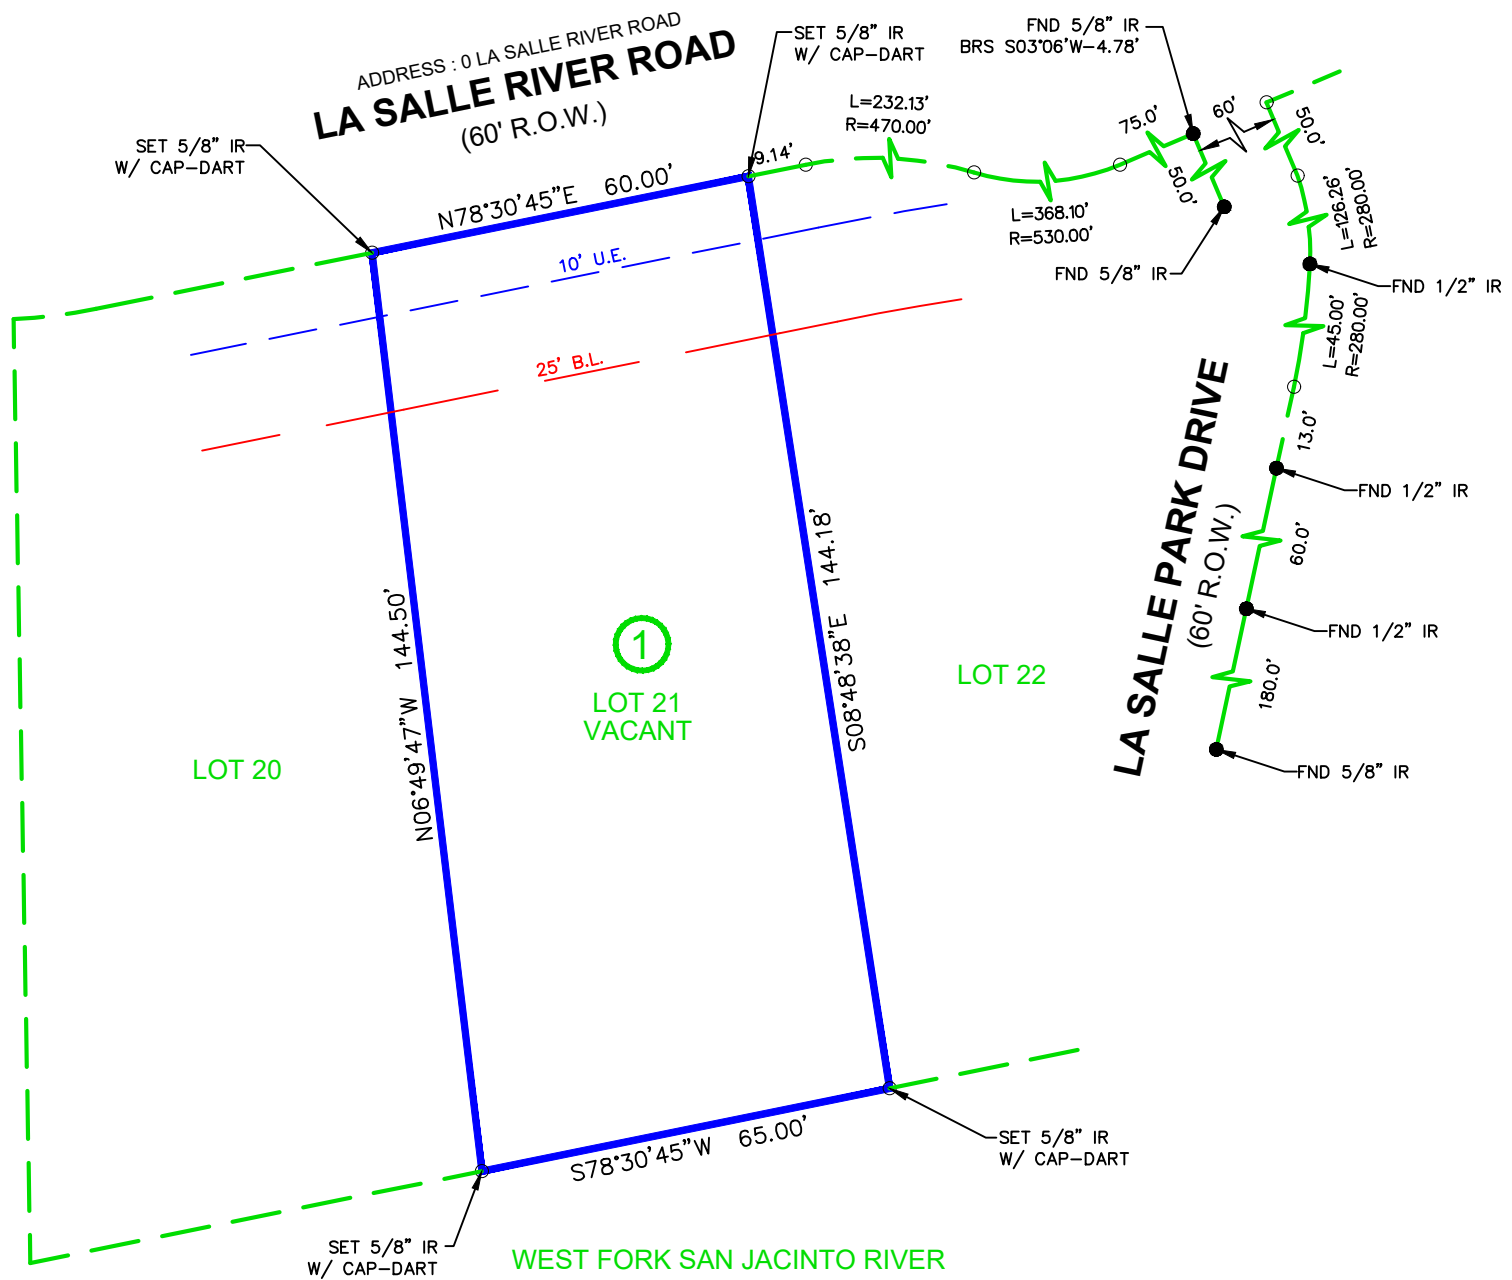 ADDRESS : 0 LA SALLE RIVER ROAD
LA SALLE RIVER ROAD
(60' R.O.W.)
SET 5/8" IR
W/ CAP-DART
SET 5/8" IR
W/ CAP-DART
FND 5/8" IR
BRS S03°06'W-4.78'
N78°30'45"E 60.00'
9.14'
L=232.13'
R=470.00'
L=368.10'
R=530.00'
75.0'
50.0'
60'
50.0'
FND 5/8" IR
L=126.26'
R=280.00'
FND 1/2" IR
L=45.00'
R=280.00'
13.0'
FND 1/2" IR
60.0'
FND 1/2" IR
180.0'
FND 5/8" IR
LA SALLE PARK DRIVE
(60' R.O.W.)
10' U.E.
25' B.L.
N06°49'47"W 144.50'
S08°48'38"E 144.18'
1
LOT 21
VACANT
LOT 20
LOT 22
S78°30'45"W 65.00'
SET 5/8" IR
W/ CAP-DART
SET 5/8" IR
W/ CAP-DART
WEST FORK SAN JACINTO RIVER